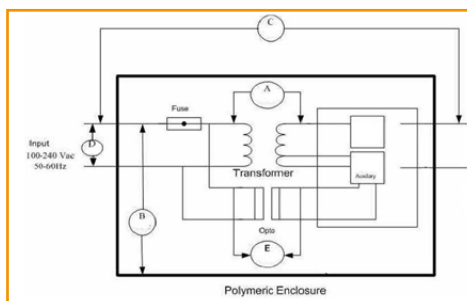 C
A
Fuse
D
Input
100-240 Vac
50-60Hz
Transformer
Auxiliary
B
Opto
E
Polymeric Enclosure